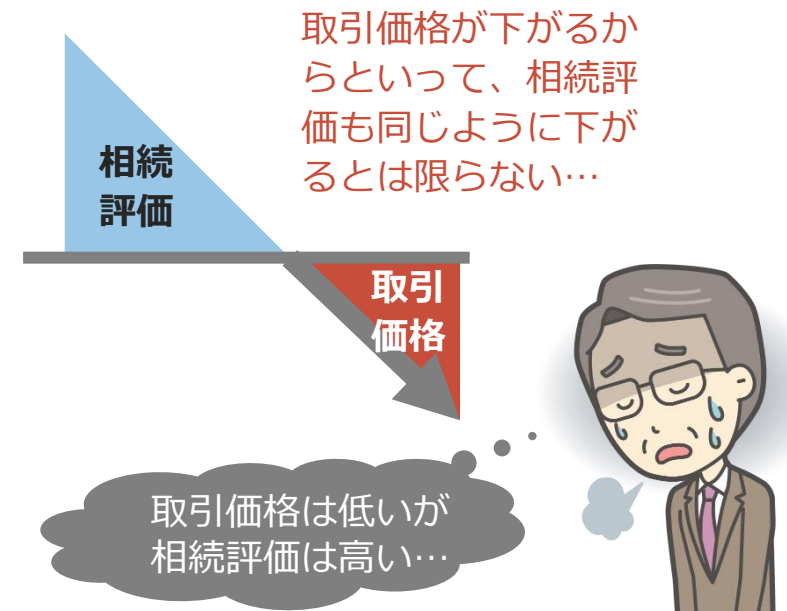 取引価格が下がるか
らといって、相続評
価も同じように下が
るとは限らない…
相続
評価
取引
価格
取引価格は低いが
相続評価は高い…